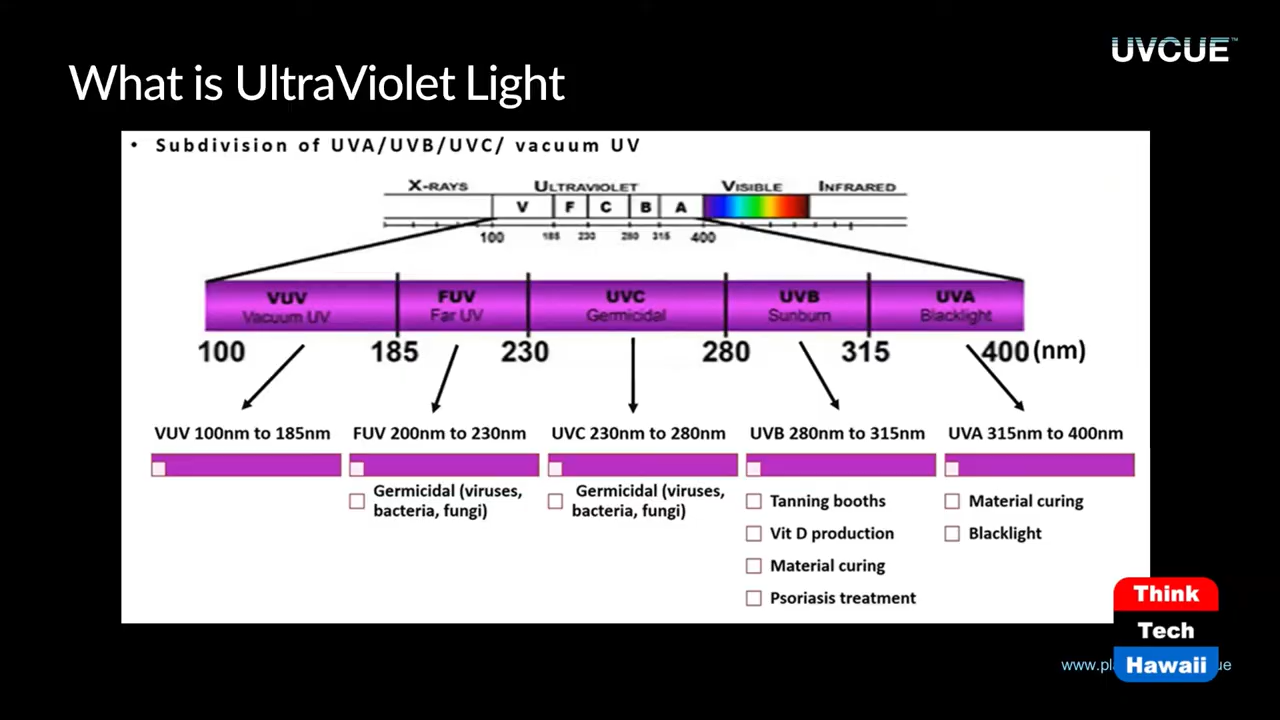 UVCUE™
What is UltraViolet Light
• Subdivision of UVA/UVB/UVC/ vacuum UV
X-RAYS ULTRAVIOLET VISIBLE INFRARED
V F C B A
100 185 230 280 315 400
VUV FUV UVC UVB UVA
Vacuum UV Far UV Germicidal Sunburn Blacklight
100 185 230 280 315 400 (nm)
VUV 100nm to 185nm FUV 200nm to 230nm UVC 230nm to 280nm UVB 280nm to 315nm UVA 315nm to 400nm
Germicidal (viruses,
bacteria, fungi)
Germicidal (viruses,
bacteria, fungi)
Tanning booths
Vit D production
Material curing
Psoriasis treatment
Material curing
Blacklight
Think
Tech
Hawaii